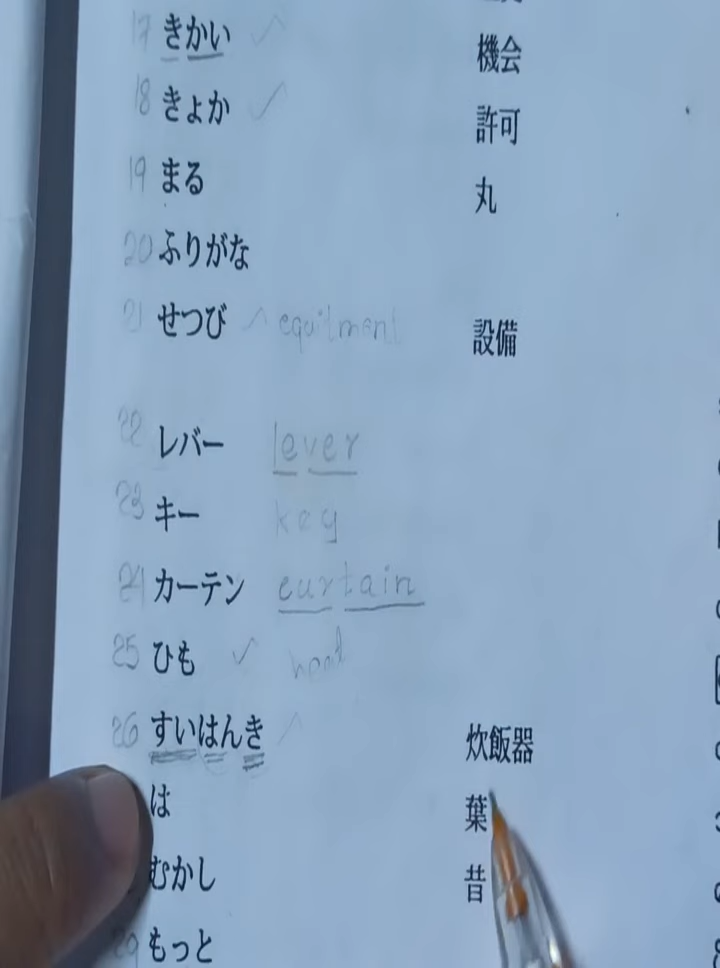 17 きかい 機会
18 きょか ✓ 許可
19 まる 丸
20 ふりがな
21 せつび equitment 設備
22 レバー lever
23 キー key
24 カーテン curtain
25 ひも ✓
26 すいはんき 炊飯器
は 葉
むかし 昔
29 もっと